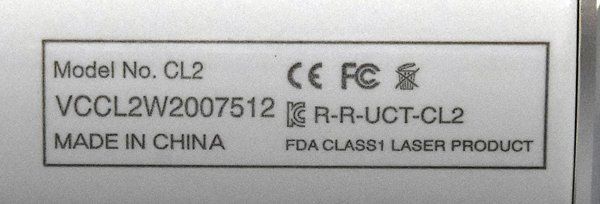 Model No. CL2 CE FC
VCCL2W2007512 R-R-UCT-CL2
MADE IN CHINA FDA CLASS1 LASER PRODUCT